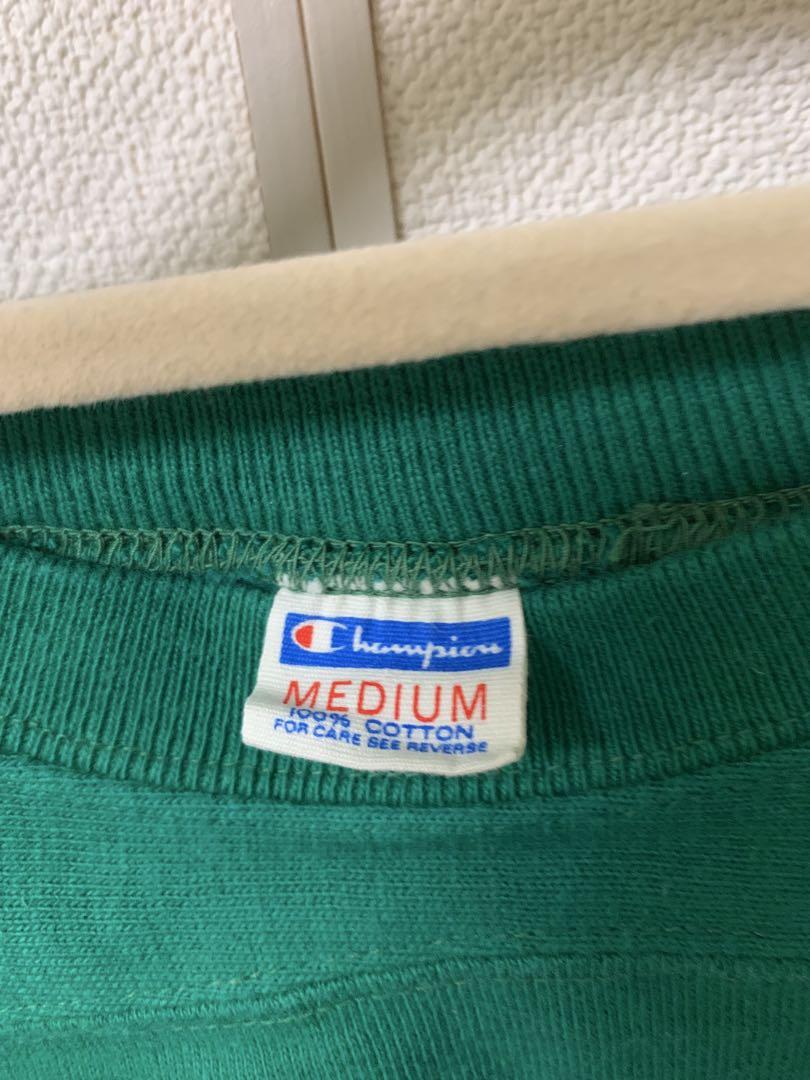 Champion
MEDIUM
100% COTTON
FOR CARE SEE REVERSE